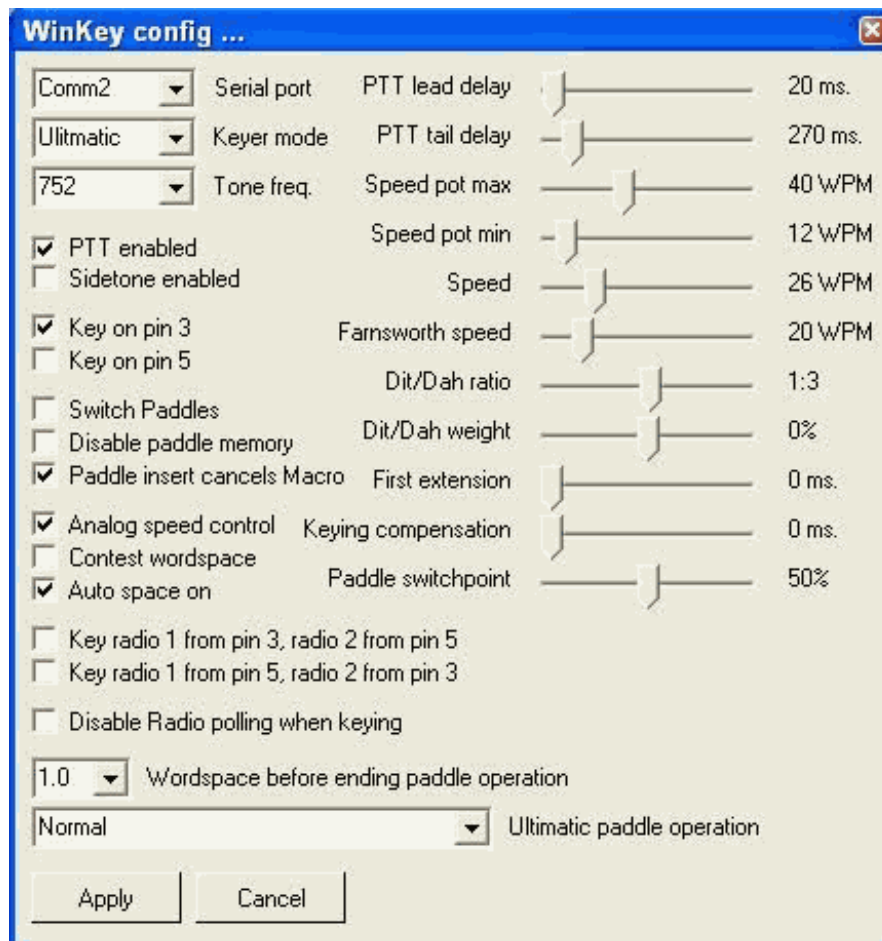 WinKey config ...
Comm2 Serial port PTT lead delay 20 ms.
Ulitmatic Keyer mode PTT tail delay 270 ms.
752 Tone freq. Speed pot max 40 WPM
PTT enabled Speed pot min 12 WPM
Sidetone enabled Speed 26 WPM
Key on pin 3 Farnsworth speed 20 WPM
Key on pin 5
Dit/Dah ratio 1:3
Switch Paddles
Disable paddle memory Dit/Dah weight 0%
Paddle insert cancels Macro First extension 0 ms.
Analog speed control Keying compensation 0 ms.
Contest wordspace
Auto space on Paddle switchpoint 50%
Key radio 1 from pin 3, radio 2 from pin 5
Key radio 1 from pin 5, radio 2 from pin 3
Disable Radio polling when keying
1.0 Wordspace before ending paddle operation
Normal Ultimatic paddle operation
Apply Cancel